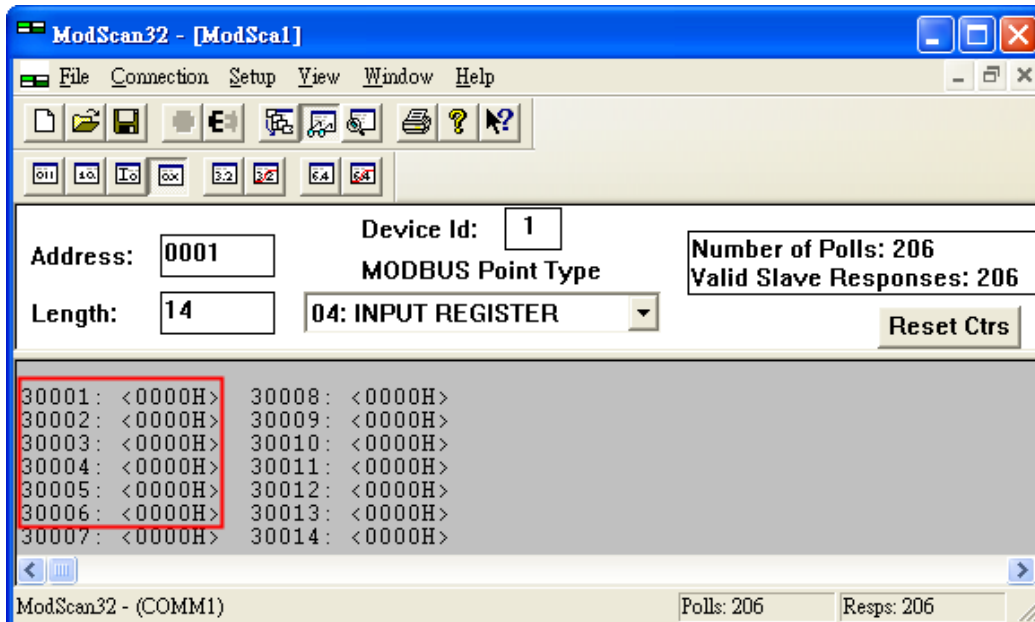 ModScan32 - [ModSca1]
File Connection Setup View Window Help
Device Id: 1
Address: 0001
MODBUS Point Type
Number of Polls: 206
Valid Slave Responses: 206
Length: 14
04: INPUT REGISTER
Reset Ctrs
30001: <0000H> 30008: <0000H>
30002: <0000H> 30009: <0000H>
30003: <0000H> 30010: <0000H>
30004: <0000H> 30011: <0000H>
30005: <0000H> 30012: <0000H>
30006: <0000H> 30013: <0000H>
30007: <0000H> 30014: <0000H>
ModScan32 - (COMM1) Polls: 206 Resps: 206